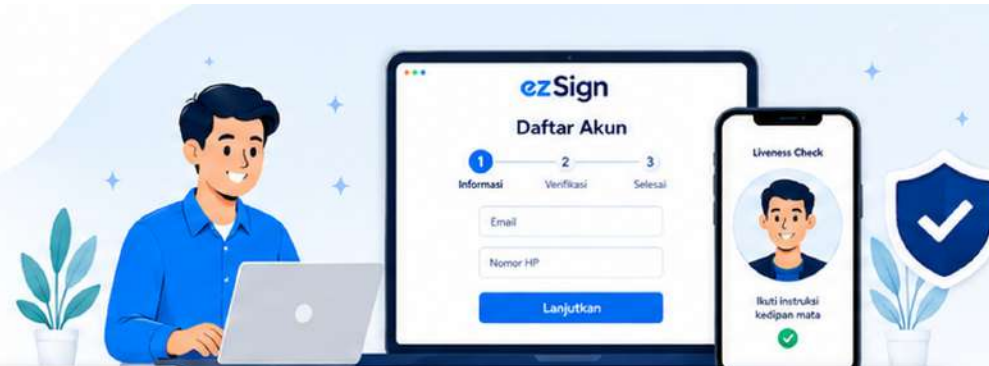 ezSign
Daftar Akun
1 2 3
Informasi Verifikasi Selesai
Email
Nomor HP
Lanjutkan
Liveness Check
Ikuti instruksi
kedipan mata